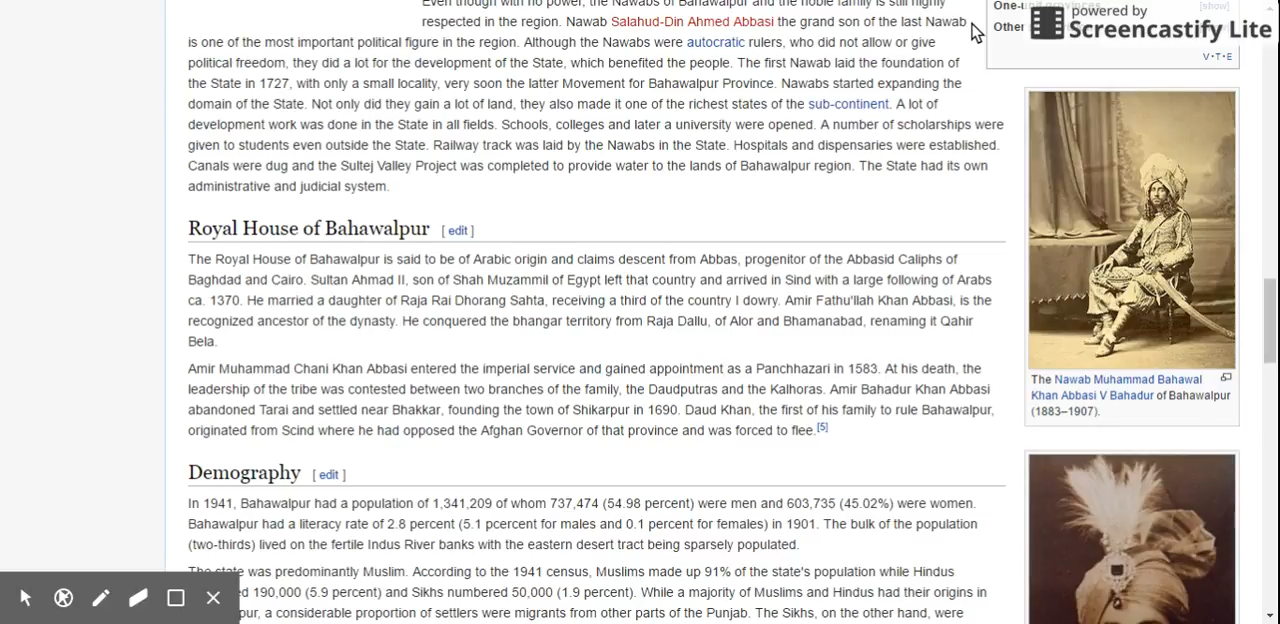 Even though with no power, the Nawabs of Bahawalpur and the noble family is still highly
respected in the region. Nawab Salahud-Din Ahmed Abbasi the grand son of the last Nawab
is one of the most important political figure in the region. Although the Nawabs were autocratic rulers, who did not allow or give
political freedom, they did a lot for the development of the State, which benefited the people. The first Nawab laid the foundation of
the State in 1727, with only a small locality, very soon the latter Movement for Bahawalpur Province. Nawabs started expanding the
domain of the State. Not only did they gain a lot of land, they also made it one of the richest states of the sub-continent. A lot of
development work was done in the State in all fields. Schools, colleges and later a university were opened. A number of scholarships were
given to students even outside the State. Railway track was laid by the Nawabs in the State. Hospitals and dispensaries were established.
Canals were dug and the Sultej Valley Project was completed to provide water to the lands of Bahawalpur region. The State had its own
administrative and judicial system.
Royal House of Bahawalpur [ edit ]
The Royal House of Bahawalpur is said to be of Arabic origin and claims descent from Abbas, progenitor of the Abbasid Caliphs of
Baghdad and Cairo. Sultan Ahmad II, son of Shah Muzammil of Egypt left that country and arrived in Sind with a large following of Arabs
ca. 1370. He married a daughter of Raja Rai Dhorang Sahta, receiving a third of the country I dowry. Amir Fathu'llah Khan Abbasi, is the
recognized ancestor of the dynasty. He conquered the bhangar territory from Raja Dallu, of Alor and Bhamanabad, renaming it Qahir
Bela.
Amir Muhammad Chani Khan Abbasi entered the imperial service and gained appointment as a Panchhazari in 1583. At his death, the
leadership of the tribe was contested between two branches of the family, the Daudputras and the Kalhoras. Amir Bahadur Khan Abbasi
abandoned Tarai and settled near Bhakkar, founding the town of Shikarpur in 1690. Daud Khan, the first of his family to rule Bahawalpur,
originated from Scind where he had opposed the Afghan Governor of that province and was forced to flee.[5]
Demography [ edit ]
In 1941, Bahawalpur had a population of 1,341,209 of whom 737,474 (54.98 percent) were men and 603,735 (45.02%) were women.
Bahawalpur had a literacy rate of 2.8 percent (5.1 pcercent for males and 0.1 percent for females) in 1901. The bulk of the population
(two-thirds) lived on the fertile Indus River banks with the eastern desert tract being sparsely populated.
The state was predominantly Muslim. According to the 1941 census, Muslims made up 91% of the state's population while Hindus
190,000 (5.9 percent) and Sikhs numbered 50,000 (1.9 percent). While a majority of Muslims and Hindus had their origins in
a considerable proportion of settlers were migrants from other parts of the Punjab. The Sikhs, on the other hand, were
One-unit provinces [show]
Other
powered by
Screencastify Lite
V·T·E
The Nawab Muhammad Bahawal
Khan Abbasi V Bahadur of Bahawalpur
(1883–1907).